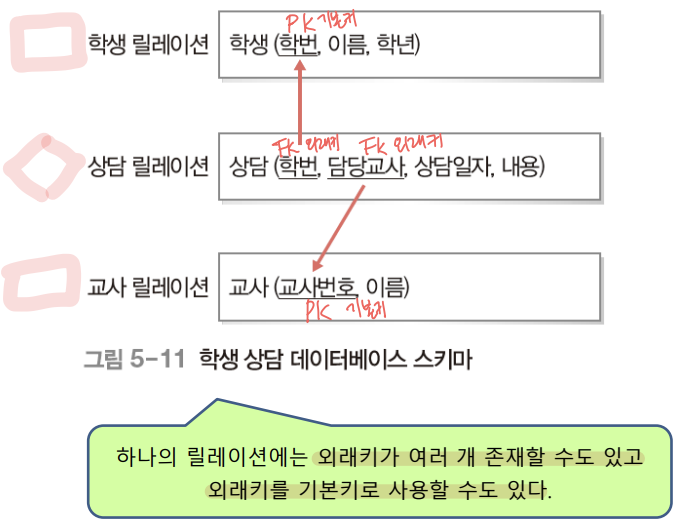 PK 기본키
학생 릴레이션 학생 (학번, 이름, 학년)
FK 외래키 FK 외래키
상담 릴레이션 상담 (학번, 담당교사, 상담일자, 내용)
교사 릴레이션 교사 (교사번호, 이름)
PK 기본키
그림 5-11 학생 상담 데이터베이스 스키마
하나의 릴레이션에는 외래키가 여러 개 존재할 수도 있고
외래키를 기본키로 사용할 수도 있다.